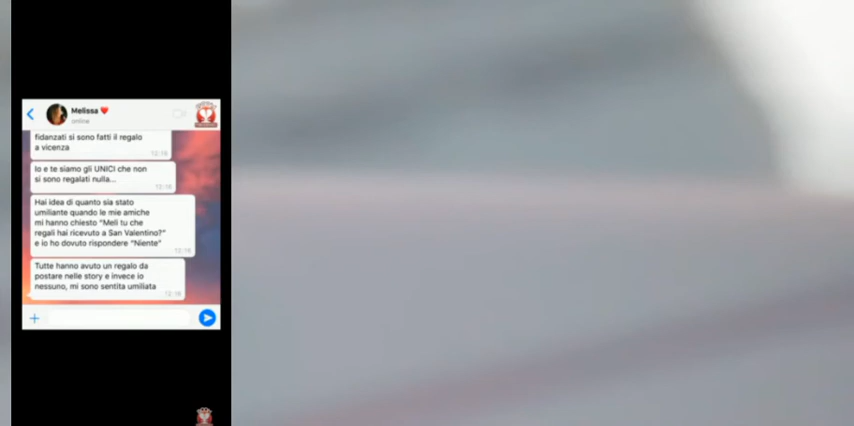 Melissa ❤️
online
fidanzati si sono fatti il regalo
a vicenza
12:16
Io e te siamo gli UNICI che non
si sono regalati nulla...
12:16
Hai idea di quanto sia stato
umiliante quando le mie amiche
mi hanno chiesto "Meli tu che
regali hai ricevuto a San Valentino?"
e io ho dovuto rispondere "Niente"
12:16
Tutte hanno avuto un regalo da
postare nelle story e invece io
nessuno, mi sono sentita umiliata
12:16